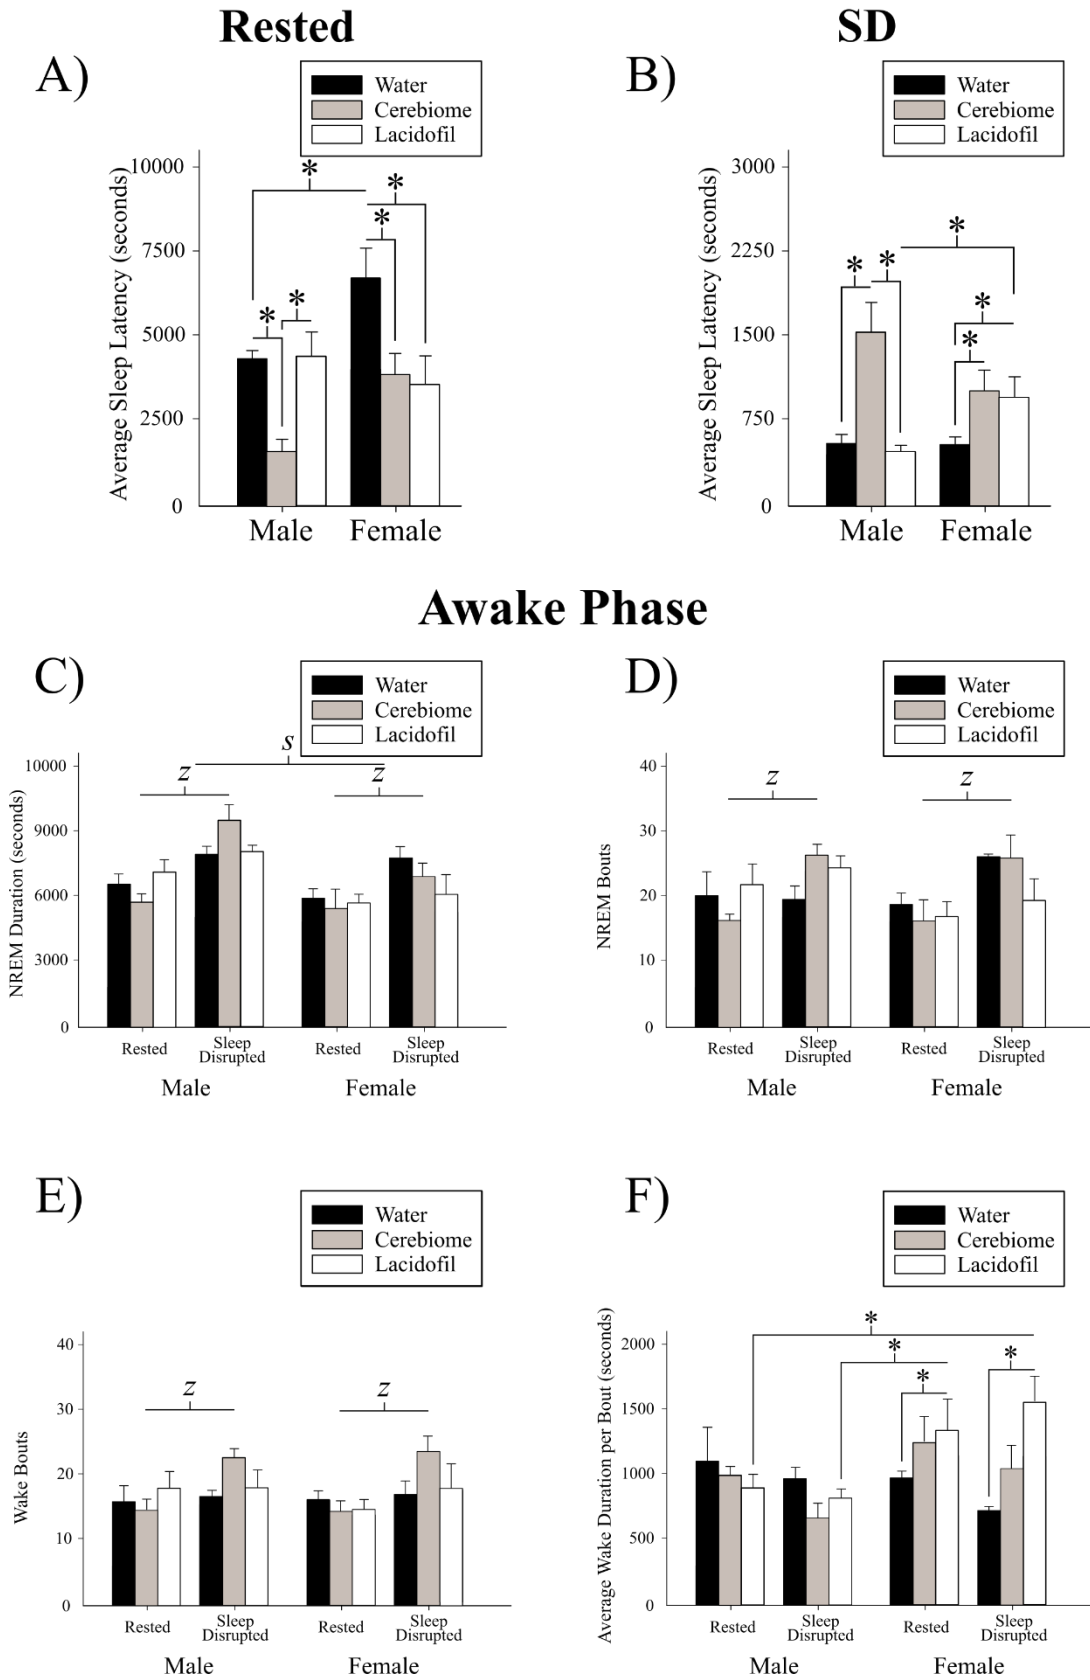 Rested
SD
A)
Water
Cerebiome
Lacidofil
Average Sleep Latency (seconds)
10000
7500
5000
2500
0
*
*
*
*
*
Male
Female
B)
Water
Cerebiome
Lacidofil
Average Sleep Latency (seconds)
3000
2250
1500
750
0
*
*
*
*
*
Male
Female
Awake Phase
C)
Water
Cerebiome
Lacidofil
NREM Duration (seconds)
10000
9000
6000
3000
0
s
z
z
Rested
Sleep
Disrupted
Rested
Sleep
Disrupted
Male
Female
D)
Water
Cerebiome
Lacidofil
NREM Bouts
40
30
20
10
0
z
z
Rested
Sleep
Disrupted
Rested
Sleep
Disrupted
Male
Female
E)
Water
Cerebiome
Lacidofil
Wake Bouts
40
30
20
10
0
z
z
Rested
Sleep
Disrupted
Rested
Sleep
Disrupted
Male
Female
F)
Water
Cerebiome
Lacidofil
Average Wake Duration per Bout (seconds)
2000
1500
1000
500
0
*
*
*
*
Rested
Sleep
Disrupted
Rested
Sleep
Disrupted
Male
Female